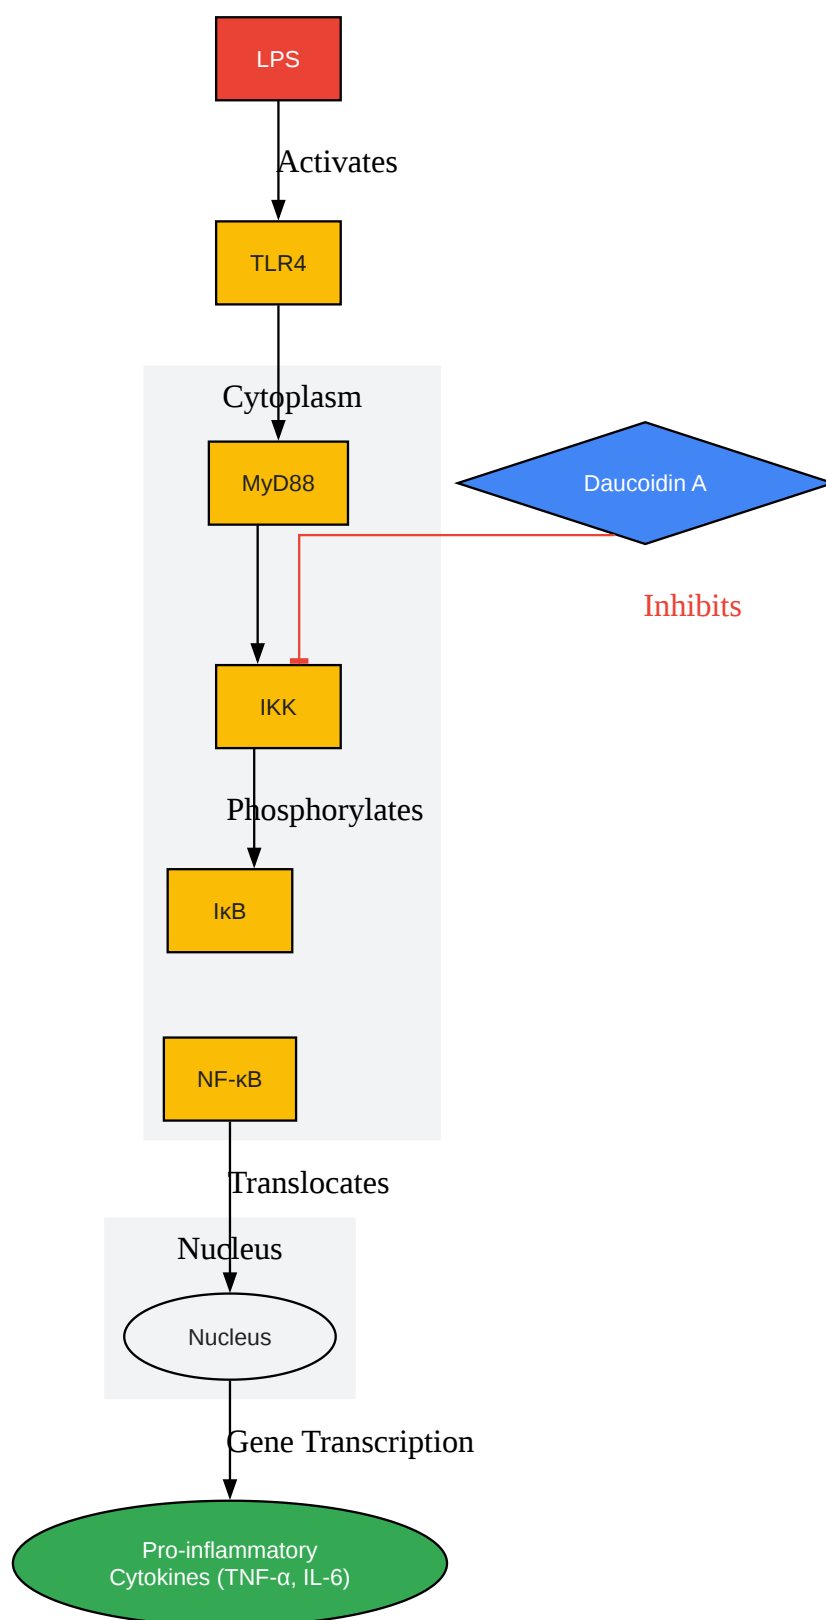 LPS
Activates
TLR4
Cytoplasm
MyD88
Daucoidin A
Inhibits
IKK
Phosphorylates
IκB
NF-κB
Translocates
Nucleus
Nucleus
Gene Transcription
Pro-inflammatory
Cytokines (TNF-α, IL-6)